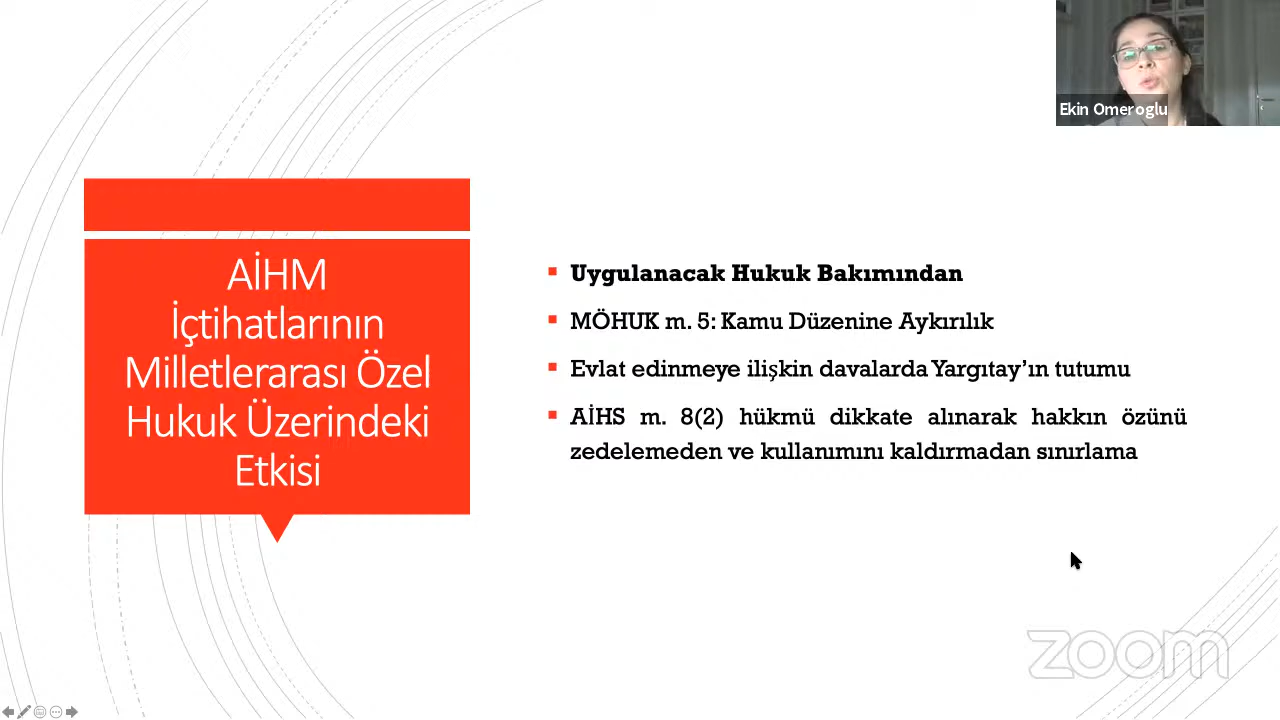 Ekin Omeroglu
AİHM
İçtihatlarının
Milletlerarası Özel
Hukuk Üzerindeki
Etkisi
Uygulanacak Hukuk Bakımından
MÖHUK m. 5: Kamu Düzenine Aykırılık
Evlat edinmeye ilişkin davalarda Yargıtay’ın tutumu
AİHS m. 8(2) hükmü dikkate alınarak hakkın özünü
zedelemeden ve kullanımını kaldırmadan sınırlama
zoom